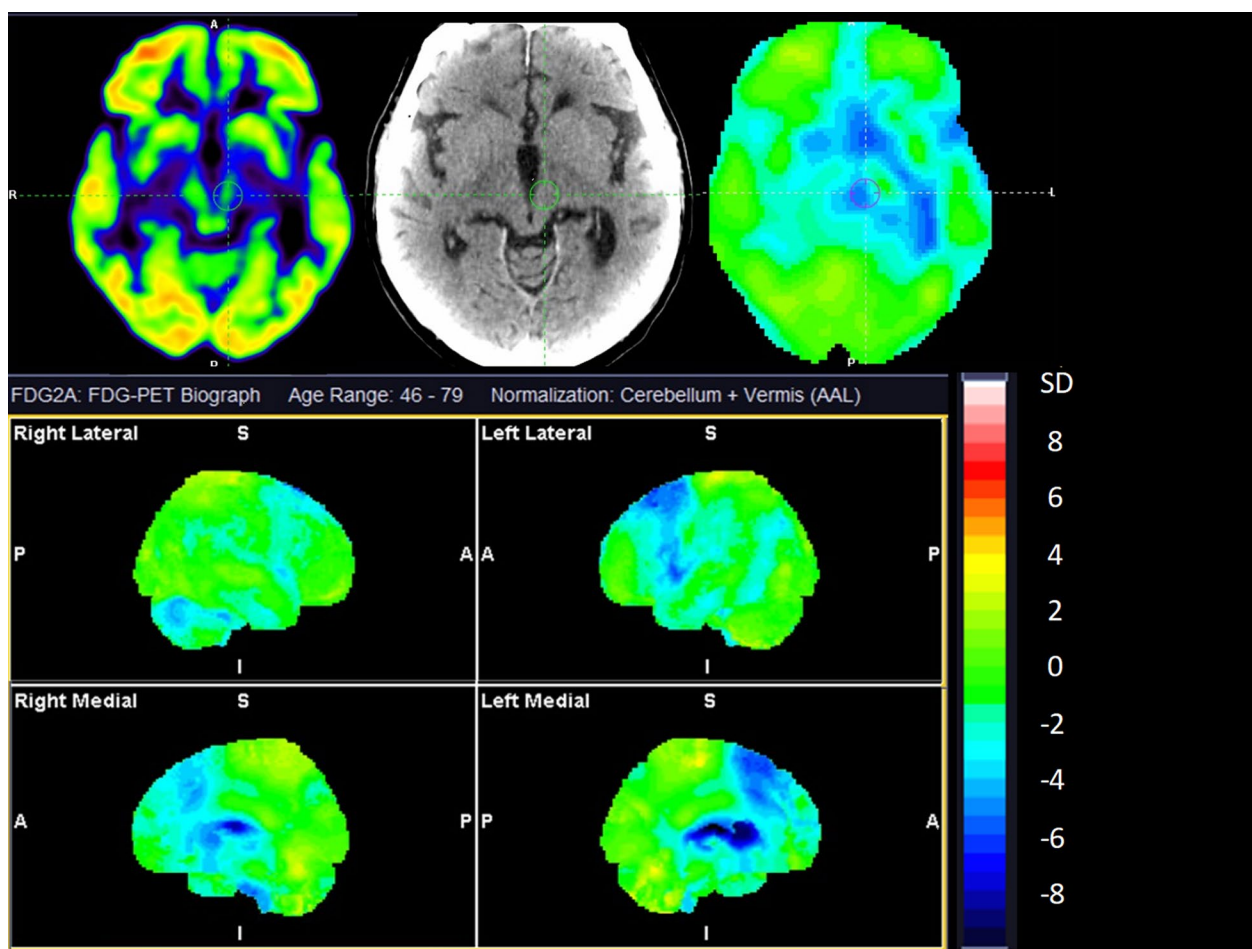 A
R
L
P
P
FDG2A: FDG-PET Biograph Age Range: 46 - 79 Normalization: Cerebellum + Vermis (AAL)
SD
8
6
4
2
0
-2
-4
-6
-8
Right Lateral S
P A
I
Left Lateral S
A P
I
Right Medial S
A P
I
Left Medial S
P A
I